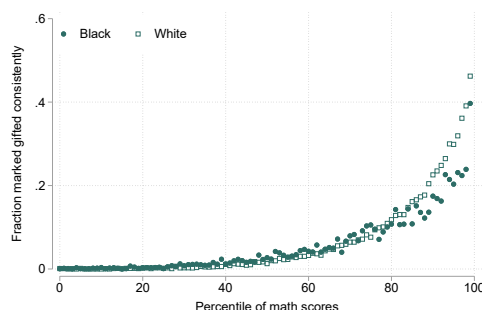 .6
Black White
.4
.2
0
Fraction marked gifted consistently
0 20 40 60 80 100
Percentile of math scores